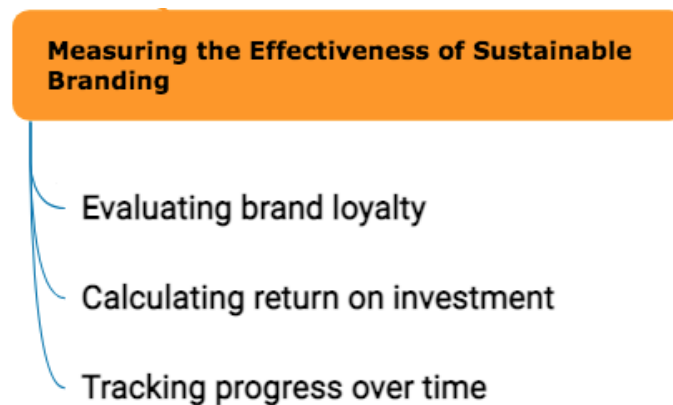 Measuring the Effectiveness of Sustainable
Branding
Evaluating brand loyalty
Calculating return on investment
Tracking progress over time